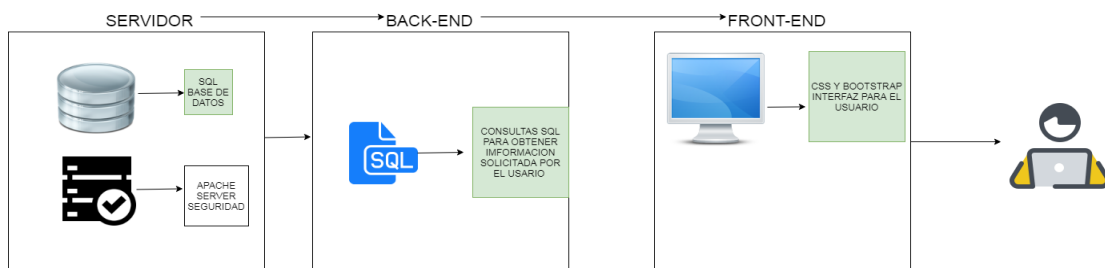 SERVIDOR
BACK-END
FRONT-END
SQL
BASE DE
DATOS
APACHE
SERVER
SEGURIDAD
SQL
CONSULTAS SQL
PARA OBTENER
IMFORMACION
SOLICITADA POR
EL USARIO
CSS Y BOOTSTRAP
INTERFAZ PARA EL
USUARIO